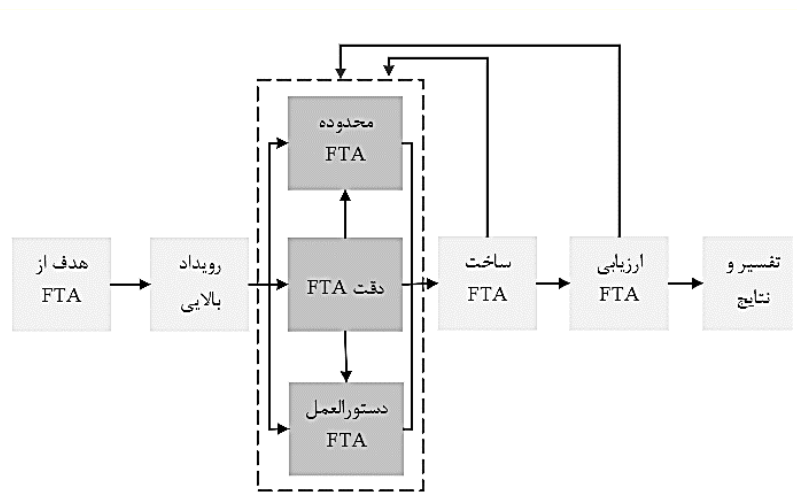 هدف از
FTA
رویداد
بالایی
محدوده
FTA
دقت FTA
دستورالعمل
FTA
ساخت
FTA
ارزیابی
FTA
تفسیر و
نتایج